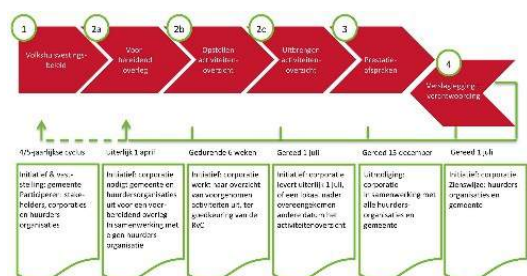 1
2a
2b
2c
3
4
Volkshuisvestings-
beleid
Voor
bereidend
overleg
Opstellen
activiteiten-
overzicht
Uitbrengen
activiteiten-
overzicht
Prestatie-
afspraken
Verslaglegging
verantwoording
4/5-jaarlijkse cyclus
Uiterlijk 1 april
Gedurende 6 weken
Gereed 1 juli
Gereed 15 december
Gereed 1 juli
Initiatief & vast-
stelling: gemeente
Participeren: stake-
holders, corporaties
en huurders
organisaties
Initiatief: corporatie
nodigt gemeente en
huurdersorganisaties
uit voor een voor-
bereidend overleg
In samenwerking met
eigen huurders
organisatie
Initiatief: corporatie
werkt naar overzicht
van voorgenomen
activiteiten uit, ter
goedkeuring van de
RvC
Initiatief: corporatie
levert uiterlijk 1 juli,
of een nader
overeengekomen
andere datum het
activiteitenoverzicht
Uitnodiging:
corporatie
In samenwerking met
alle huurders-
organisaties en
gemeente
Initiatief: corporatie
Zienswijze: huurders
organisaties en
gemeente